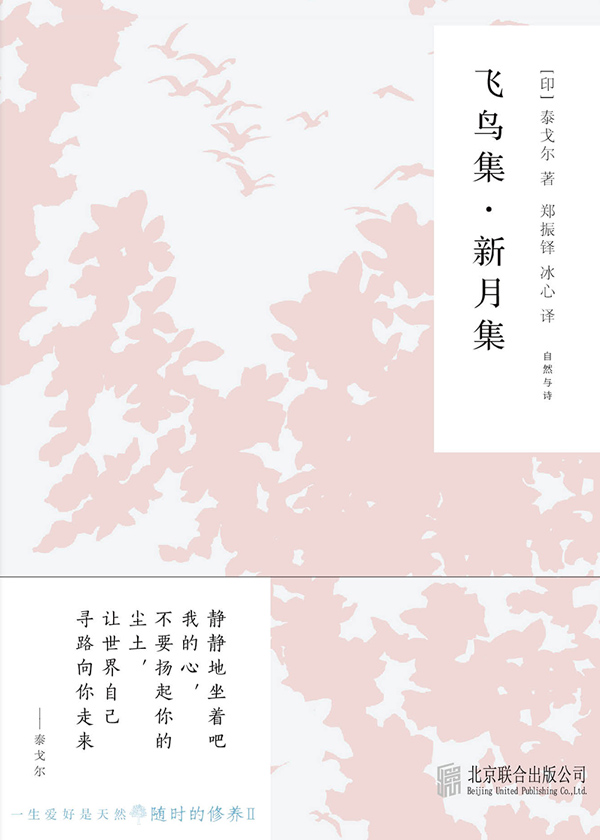 [印] 泰戈尔 著 郑振铎 冰心 译
自然与诗
飞鸟集·新月集
静静地坐着吧
我的心，
不要扬起你的
尘土，
让世界自己
寻路向你走来
——泰戈尔
一生爱好是天然 随时的修养Ⅱ
北京联合出版公司
Beijing United Publishing Co.,Ltd.